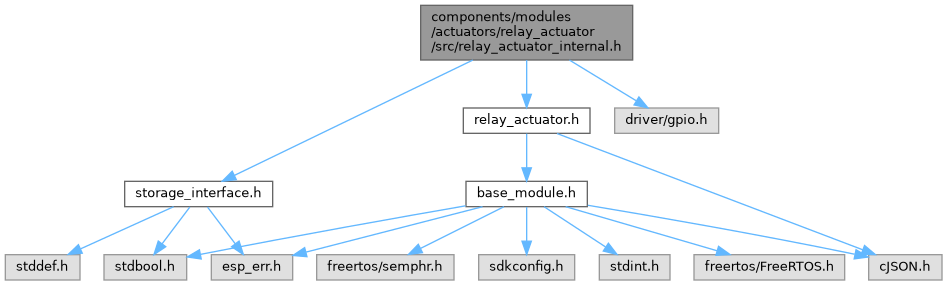 components/modules
/actuators/relay_actuator
/src/relay_actuator_internal.h
relay_actuator.h
driver/gpio.h
storage_interface.h
base_module.h
stddef.h
stdbool.h
esp_err.h
freertos/semphr.h
sdkconfig.h
stdint.h
freertos/FreeRTOS.h
cJSON.h